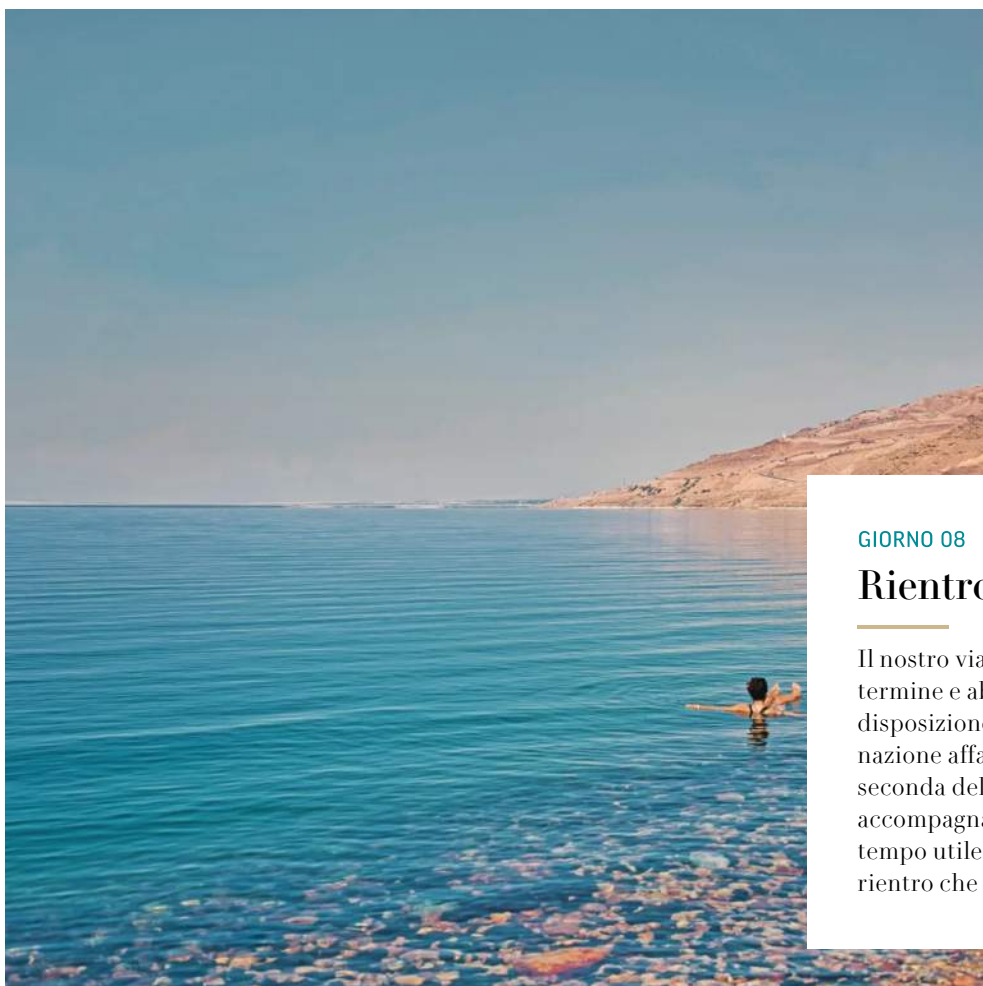 GIORNO 08
Rientro
Il nostro via
termine e al
disposizione
nazione affa
seconda del
accompagna
tempo utile
rientro che